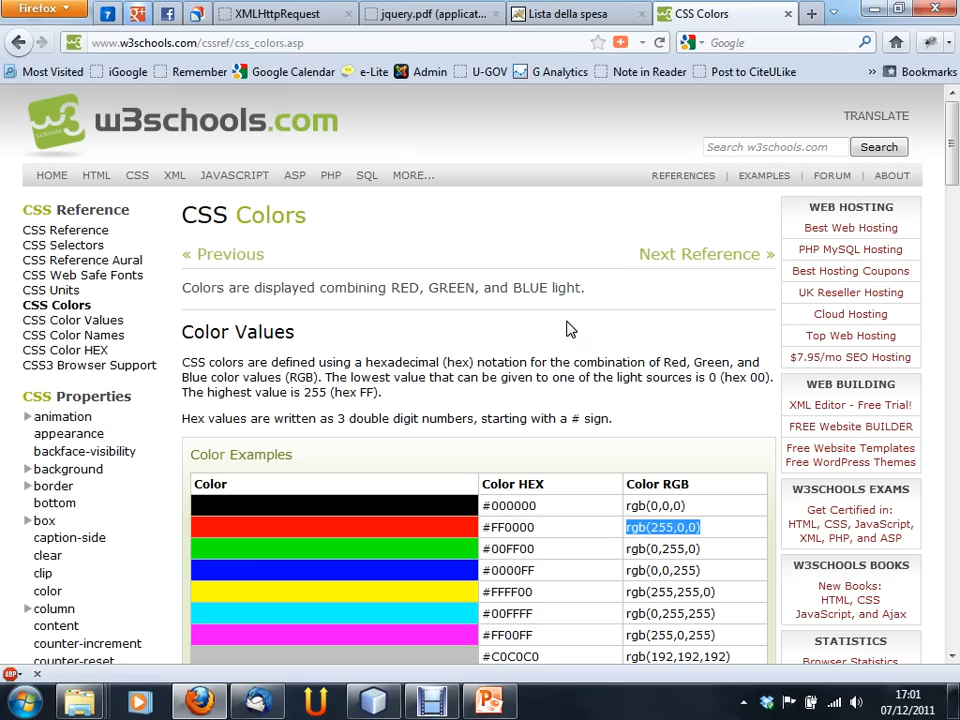 Firefox
XMLHttpRequest
jquery.pdf (applicat...
Lista della spesa
CSS Colors
www.w3schools.com/cssref/css_colors.asp
Google
Most Visited
iGoogle
Remember
Google Calendar
e-Lite
Admin
U-GOV
G Analytics
Note in Reader
Post to CiteULike
»
Bookmarks
w3schools.com
TRANSLATE
Search w3schools.com
Search
HOME HTML CSS XML JAVASCRIPT ASP PHP SQL MORE...
REFERENCES EXAMPLES FORUM ABOUT
CSS Reference
CSS Reference
CSS Selectors
CSS Reference Aural
CSS Web Safe Fonts
CSS Units
CSS Colors
CSS Color Values
CSS Color Names
CSS Color HEX
CSS3 Browser Support
CSS Properties
animation
appearance
backface-visibility
background
border
bottom
box
caption-side
clear
clip
color
column
content
counter-increment
counter-reset
CSS Colors
« Previous
Next Reference »
Colors are displayed combining RED, GREEN, and BLUE light.
Color Values
CSS colors are defined using a hexadecimal (hex) notation for the combination of Red, Green, and
Blue color values (RGB). The lowest value that can be given to one of the light sources is 0 (hex 00).
The highest value is 255 (hex FF).
Hex values are written as 3 double digit numbers, starting with a # sign.
Color Examples
Color Color HEX Color RGB
#000000 rgb(0,0,0)
#FF0000 rgb(255,0,0)
#00FF00 rgb(0,255,0)
#0000FF rgb(0,0,255)
#FFFF00 rgb(255,255,0)
#00FFFF rgb(0,255,255)
#FF00FF rgb(255,0,255)
#C0C0C0 rgb(192,192,192)
WEB HOSTING
Best Web Hosting
PHP MySQL Hosting
Best Hosting Coupons
UK Reseller Hosting
Cloud Hosting
Top Web Hosting
$7.95/mo SEO Hosting
WEB BUILDING
XML Editor - Free Trial!
FREE Website BUILDER
Free Website Templates
Free WordPress Themes
W3SCHOOLS EXAMS
Get Certified in:
HTML, CSS, JavaScript,
XML, PHP, and ASP
W3SCHOOLS BOOKS
New Books:
HTML, CSS
JavaScript, and Ajax
STATISTICS
Browser Statistics
ABP
17:01
07/12/2011